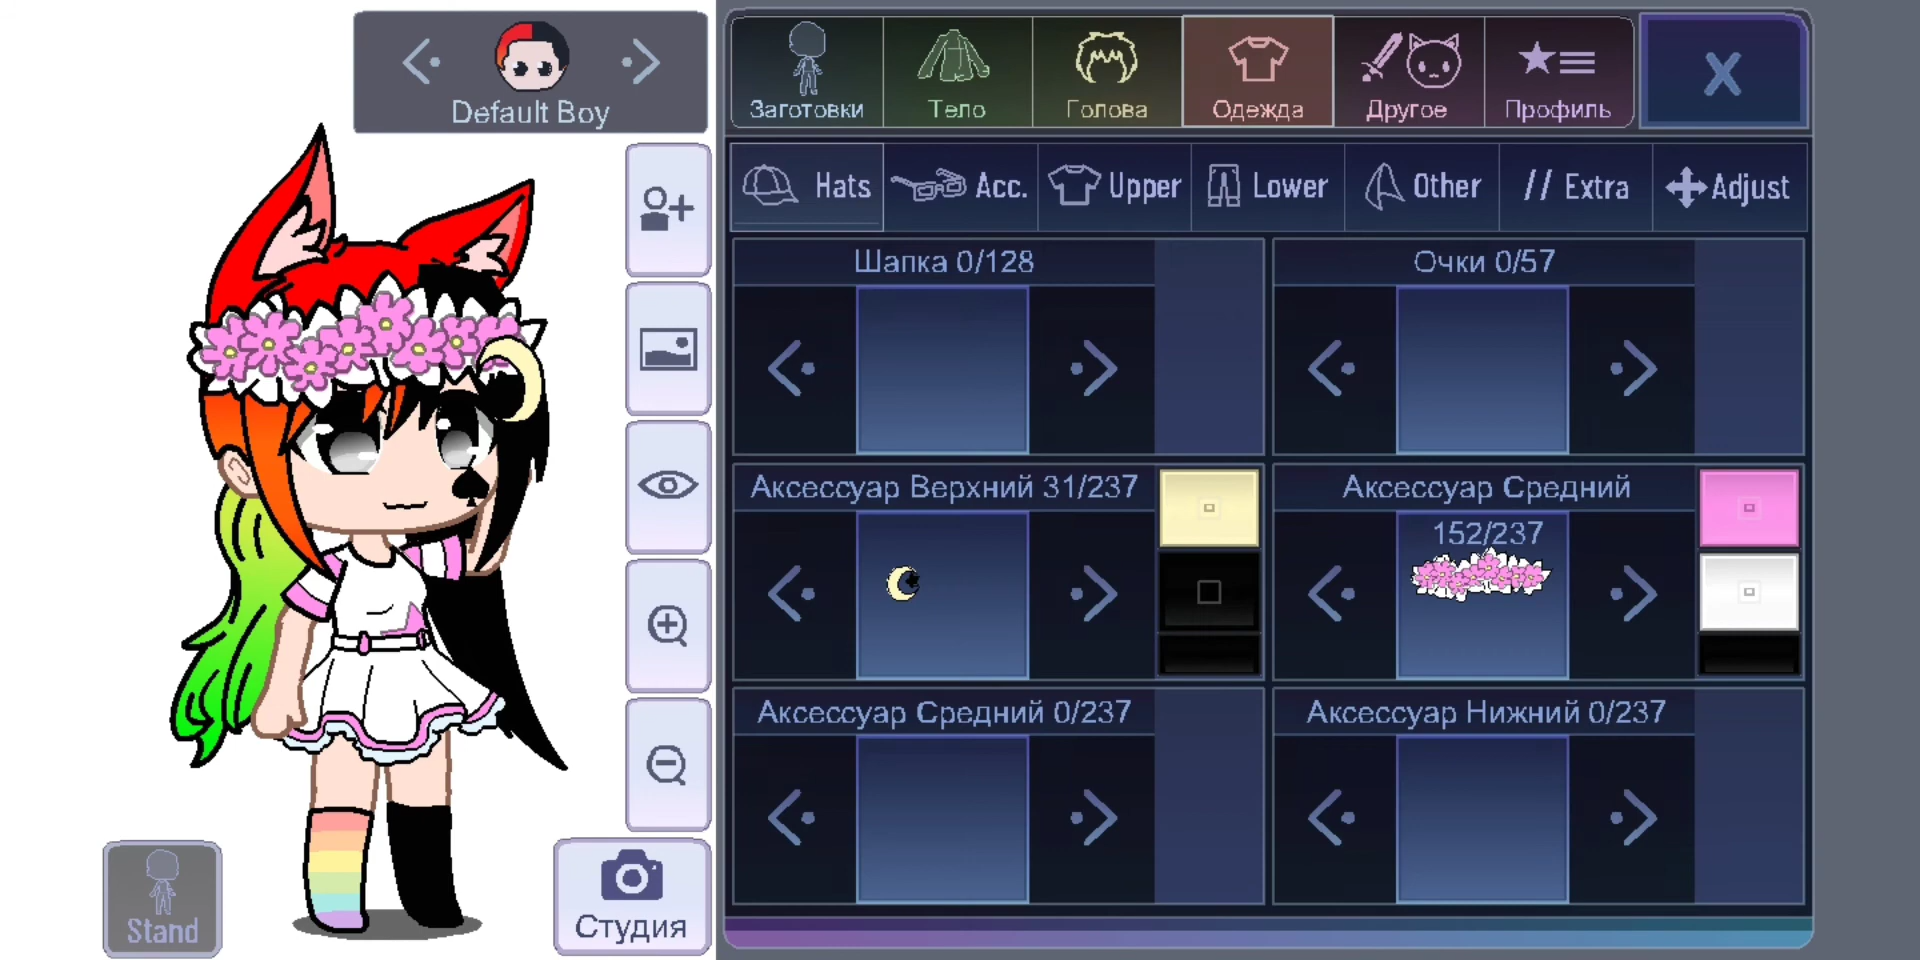 Default Boy
Заготовки
Тело
Голова
Одежда
Другое
Профиль
X
Hats
Acc.
Upper
Lower
Other
Extra
Adjust
Шапка 0/128
Очки 0/57
Аксессуар Верхний 31/237
Аксессуар Средний
152/237
Аксессуар Средний 0/237
Аксессуар Нижний 0/237
Stand
Студия